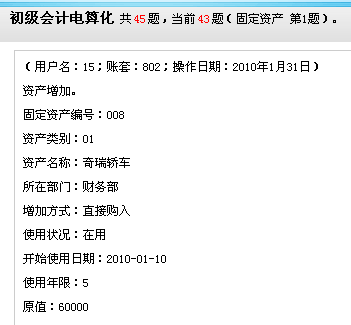 初级会计电算化 共45题，当前43题（固定资产 第1题）。
（用户名：15；账套：802；操作日期：2010年1月31日）
资产增加。
固定资产编号：008
资产类别：01
资产名称：奇瑞轿车
所在部门：财务部
增加方式：直接购入
使用状况：在用
开始使用日期：2010-01-10
使用年限：5
原值：60000